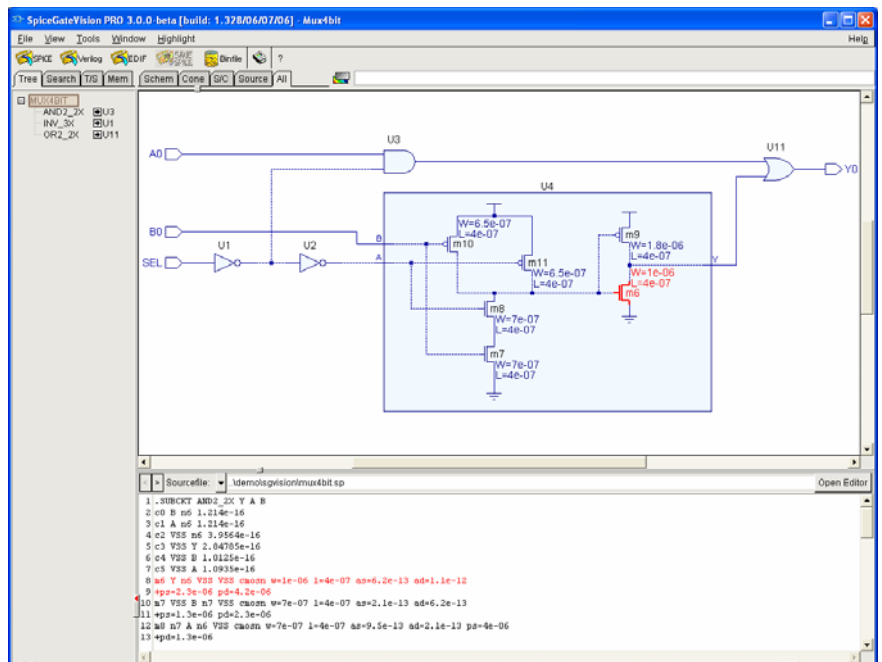 SpiceGateVision PRO 3.0.0-beta [build: 1.328/06/07/06] - Mux4bit
File View Tools Window Highlight Help
SPICE Verilog EDIF SAVE SPICE Binfile ?
Tree Search T/S Mem Schem Cone S/C Source All
MUX4BIT
AND2_2X U3
INV_3X U1
OR2_2X U11
U3
A0
U11
Y0
U4
W=6.5e-07
L=4e-07
m10
B0
B
m9
W=1.8e-06
L=4e-07
U1
U2
SEL
A
m11
W=6.5e-07
L=4e-07
Y
W=1e-06
L=4e-07
m6
m8
W=7e-07
L=4e-07
m7
W=7e-07
L=4e-07
< > Sourcefile: .\demo\sgvision\mux4bit.sp Open Editor
1 .SUBCKT AND2_2X Y A B
2 c0 B n6 1.214e-16
3 c1 A n6 1.214e-16
4 c2 VSS n6 3.9564e-16
5 c3 VSS Y 2.04785e-16
6 c4 VSS B 1.0125e-16
7 c5 VSS A 1.0935e-16
8 m6 Y n6 VSS VSS cmosn w=1e-06 l=4e-07 as=6.2e-13 ad=1.1e-12
9 +ps=2.3e-06 pd=4.2e-06
10 m7 VSS B n7 VSS cmosn w=7e-07 l=4e-07 as=2.1e-13 ad=6.2e-13
11 +ps=1.3e-06 pd=2.3e-06
12 m8 n7 A n6 VSS cmosn w=7e-07 l=4e-07 as=9.5e-13 ad=2.1e-13 ps=4e-06
13 +pd=1.3e-06